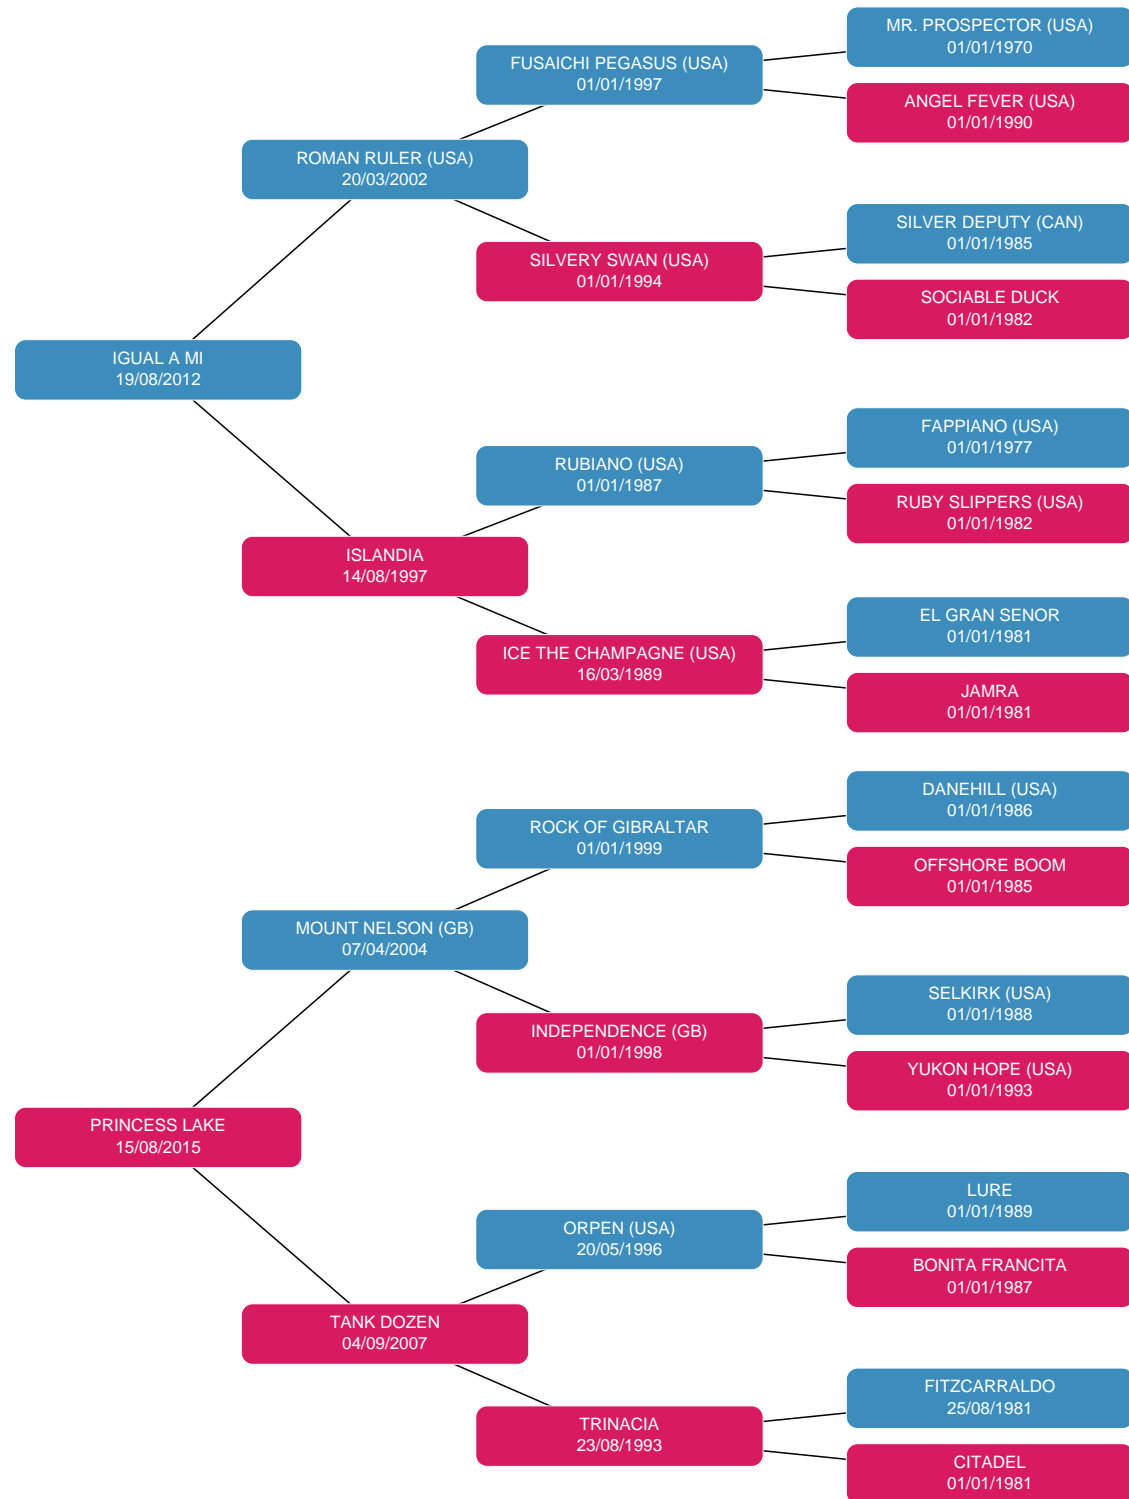 MR. PROSPECTOR (USA)
01/01/1970
FUSAICHI PEGASUS (USA)
01/01/1997
ANGEL FEVER (USA)
01/01/1990
ROMAN RULER (USA)
20/03/2002
SILVER DEPUTY (CAN)
01/01/1985
SILVERY SWAN (USA)
01/01/1994
SOCIABLE DUCK
01/01/1982
IGUAL A MI
19/08/2012
FAPPIANO (USA)
01/01/1977
RUBIANO (USA)
01/01/1987
RUBY SLIPPERS (USA)
01/01/1982
ISLANDIA
14/08/1997
EL GRAN SENOR
01/01/1981
ICE THE CHAMPAGNE (USA)
16/03/1989
JAMRA
01/01/1981
DANEHILL (USA)
01/01/1986
ROCK OF GIBRALTAR
01/01/1999
OFFSHORE BOOM
01/01/1985
MOUNT NELSON (GB)
07/04/2004
SELKIRK (USA)
01/01/1988
INDEPENDENCE (GB)
01/01/1998
YUKON HOPE (USA)
01/01/1993
PRINCESS LAKE
15/08/2015
LURE
01/01/1989
ORPEN (USA)
20/05/1996
BONITA FRANCITA
01/01/1987
TANK DOZEN
04/09/2007
FITZCARRALDO
25/08/1981
TRINACIA
23/08/1993
CITADEL
01/01/1981